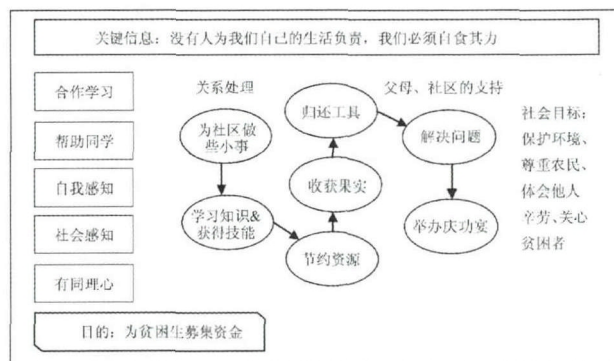 关键信息：没有人为我们自己的生活负责，我们必须自食其力
合作学习
帮助同学
自我感知
社会感知
有同理心
关系处理
为社区做
些小事
学习知识&
获得技能
归还工具
收获果实
节约资源
父母、社区的支持
解决问题
举办庆功宴
社会目标：
保护环境、
尊重农民、
体会他人
辛劳、关心
贫困者
目的：为贫困生募集资金